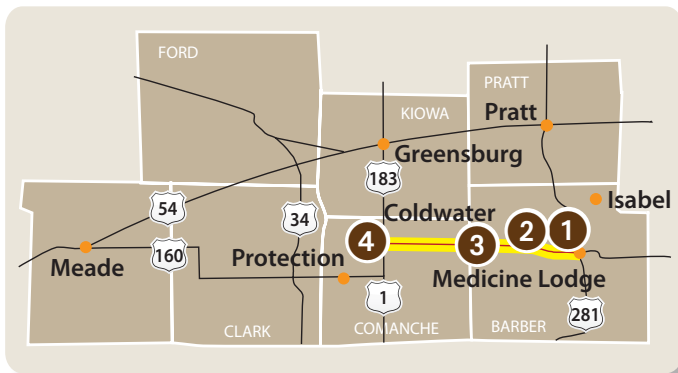 FORD
PRATT
KIOWA
Pratt
Greensburg
183
Isabel
54
34
Coldwater
4
3
2
1
160
Protection
Meade
Medicine Lodge
1
281
CLARK
COMANCHE
BARBER